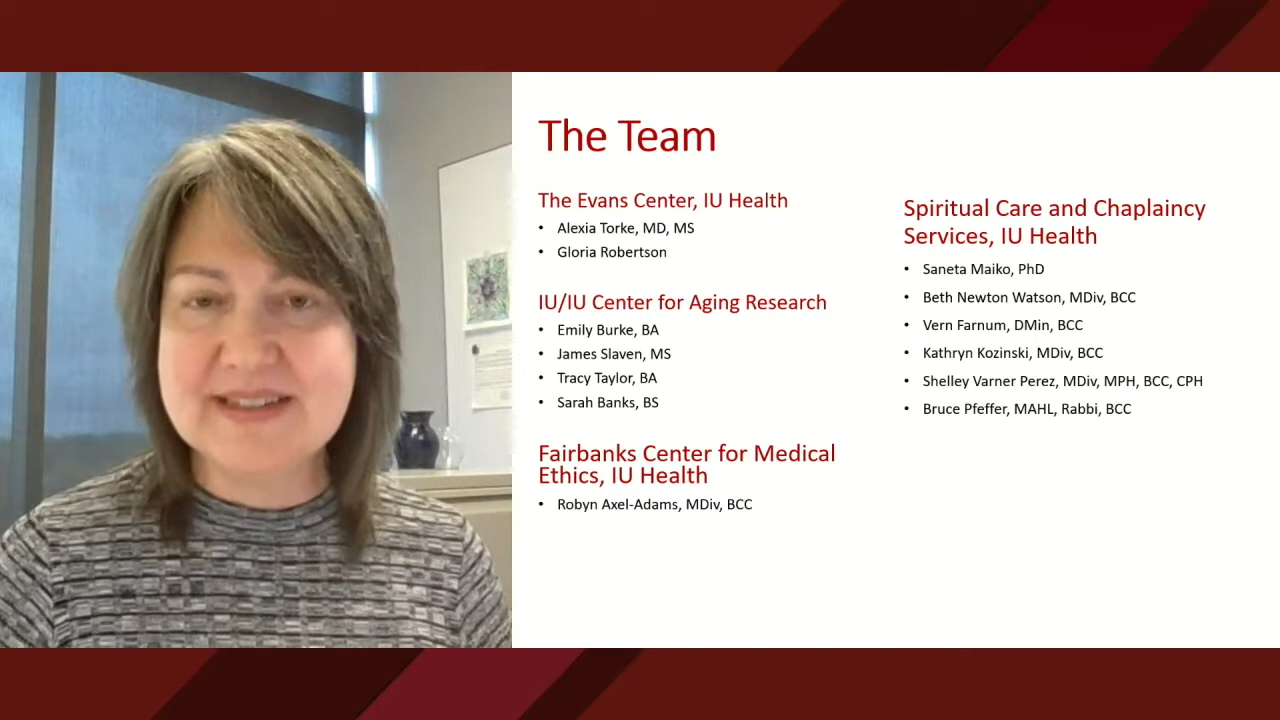 The Team
The Evans Center, IU Health
• Alexia Torke, MD, MS
• Gloria Robertson
IU/IU Center for Aging Research
• Emily Burke, BA
• James Slaven, MS
• Tracy Taylor, BA
• Sarah Banks, BS
Fairbanks Center for Medical
Ethics, IU Health
• Robyn Axel-Adams, MDiv, BCC
Spiritual Care and Chaplaincy
Services, IU Health
• Saneta Maiko, PhD
• Beth Newton Watson, MDiv, BCC
• Vern Farnum, DMin, BCC
• Kathryn Kozinski, MDiv, BCC
• Shelley Varner Perez, MDiv, MPH, BCC, CPH
• Bruce Pfeffer, MAHL, Rabbi, BCC